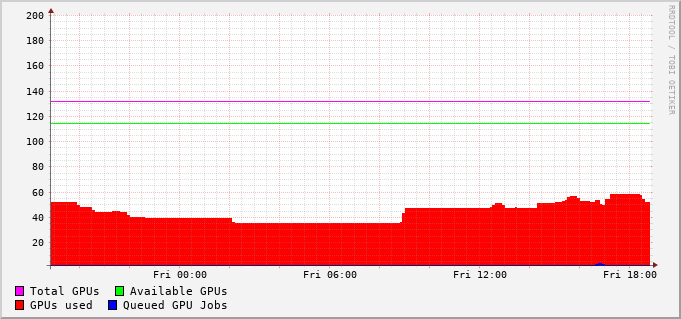 200
180
160
140
120
100
80
60
40
20
Fri 00:00 Fri 06:00 Fri 12:00 Fri 18:00
Total GPUs Available GPUs
GPUs used Queued GPU Jobs
RRDTOOL / TOBI OETIKER